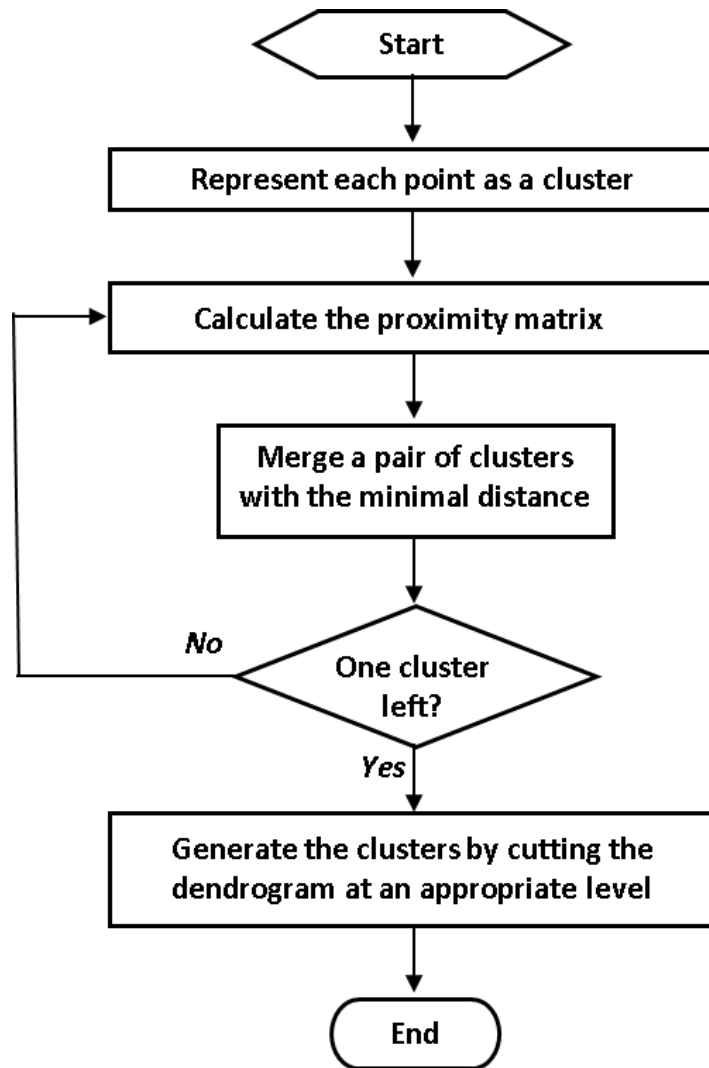 Start
Represent each point as a cluster
Calculate the proximity matrix
Merge a pair of clusters
with the minimal distance
No
One cluster
left?
Yes
Generate the clusters by cutting the
dendrogram at an appropriate level
End